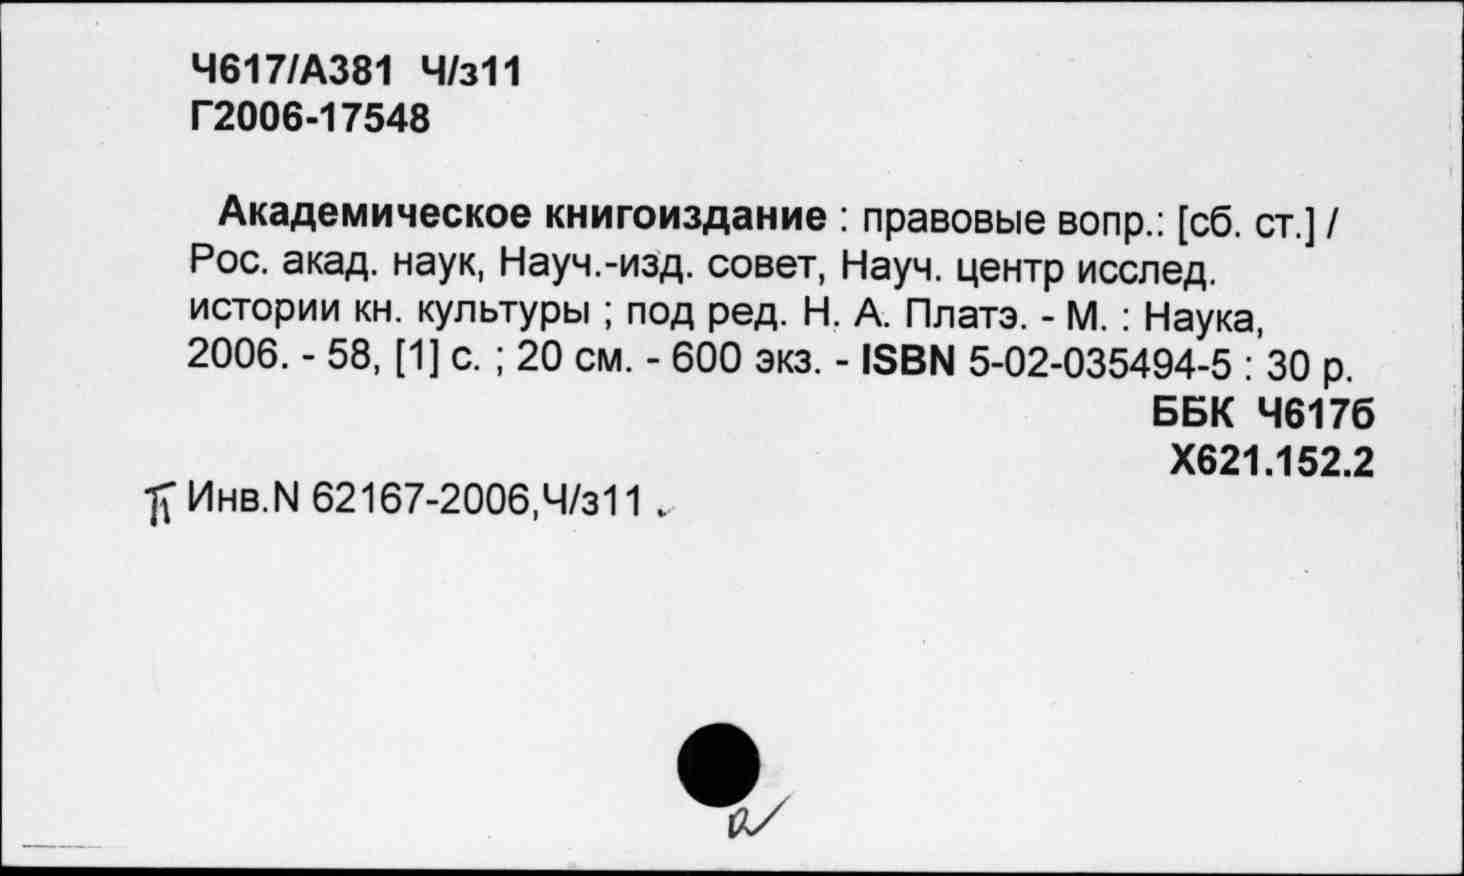 Ч617/А381 Ч/з11
Г2006-17548
Академическое книгоиздание : правовые вопр.: [сб. ст.] /
Рос. акад. наук, Науч.-изд. совет, Науч. центр исслед.
истории кн. культуры ; под ред. Н. А. Платэ. - М. : Наука,
2006. - 58, [1] с. ; 20 см. - 600 экз. - ISBN 5-02-035494-5 : 30 р.
ББК Ч617б
Х621.152.2
Инв.N 62167-2006,Ч/з11 .